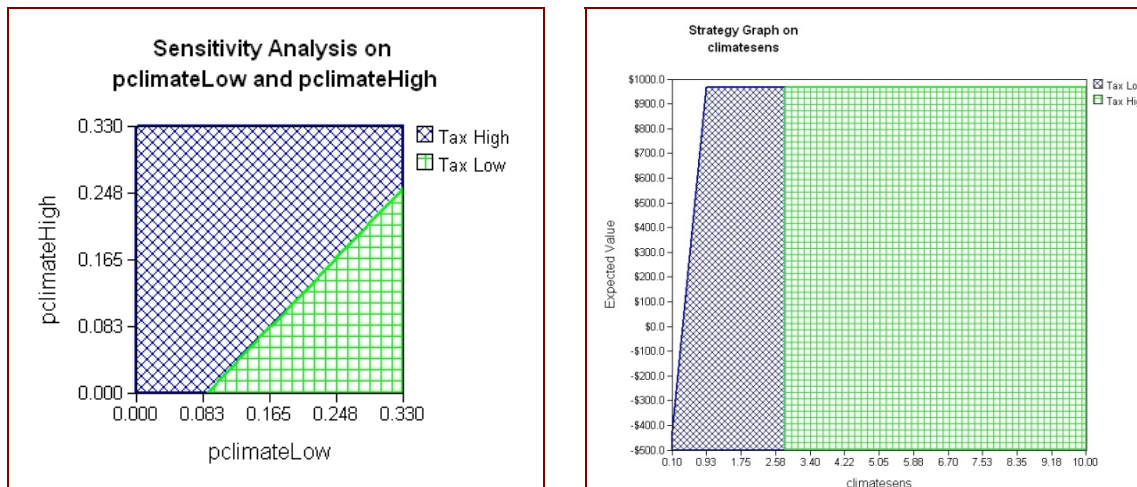 Sensitivity Analysis on
pclimateLow and pclimateHigh
0.330
0.248
0.165
0.083
0.000
pclimateHigh
0.000 0.083 0.165 0.248 0.330
pclimateLow
Tax High
Tax Low
Strategy Graph on
climatesens
$1000.0
$900.0
$800.0
$700.0
$600.0
$500.0
$400.0
$300.0
$200.0
$100.0
$0.0
-$100.0
-$200.0
-$300.0
-$400.0
-$500.0
Expected Value
0.10 0.93 1.75 2.58 3.40 4.22 5.05 5.88 6.70 7.53 8.35 9.18 10.00
climatesens
Tax Lo
Tax Hig